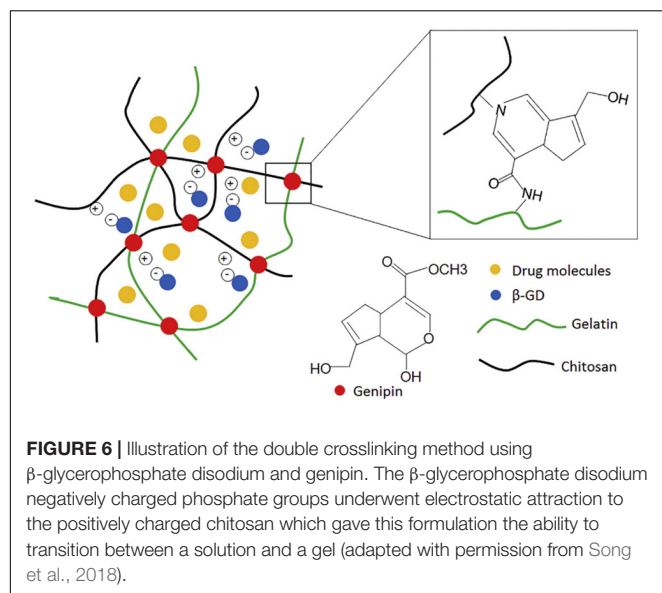 OH
N
O
NH
O
OCH3
O
HO
OH
Genipin
Drug molecules
β-GD
Gelatin
Chitosan
+
-
+
-
+
-
+
-
+
-
+
-
+
-
FIGURE 6 | Illustration of the double crosslinking method using
β-glycerophosphate disodium and genipin. The β-glycerophosphate disodium
negatively charged phosphate groups underwent electrostatic attraction to
the positively charged chitosan which gave this formulation the ability to
transition between a solution and a gel (adapted with permission from Song
et al., 2018).